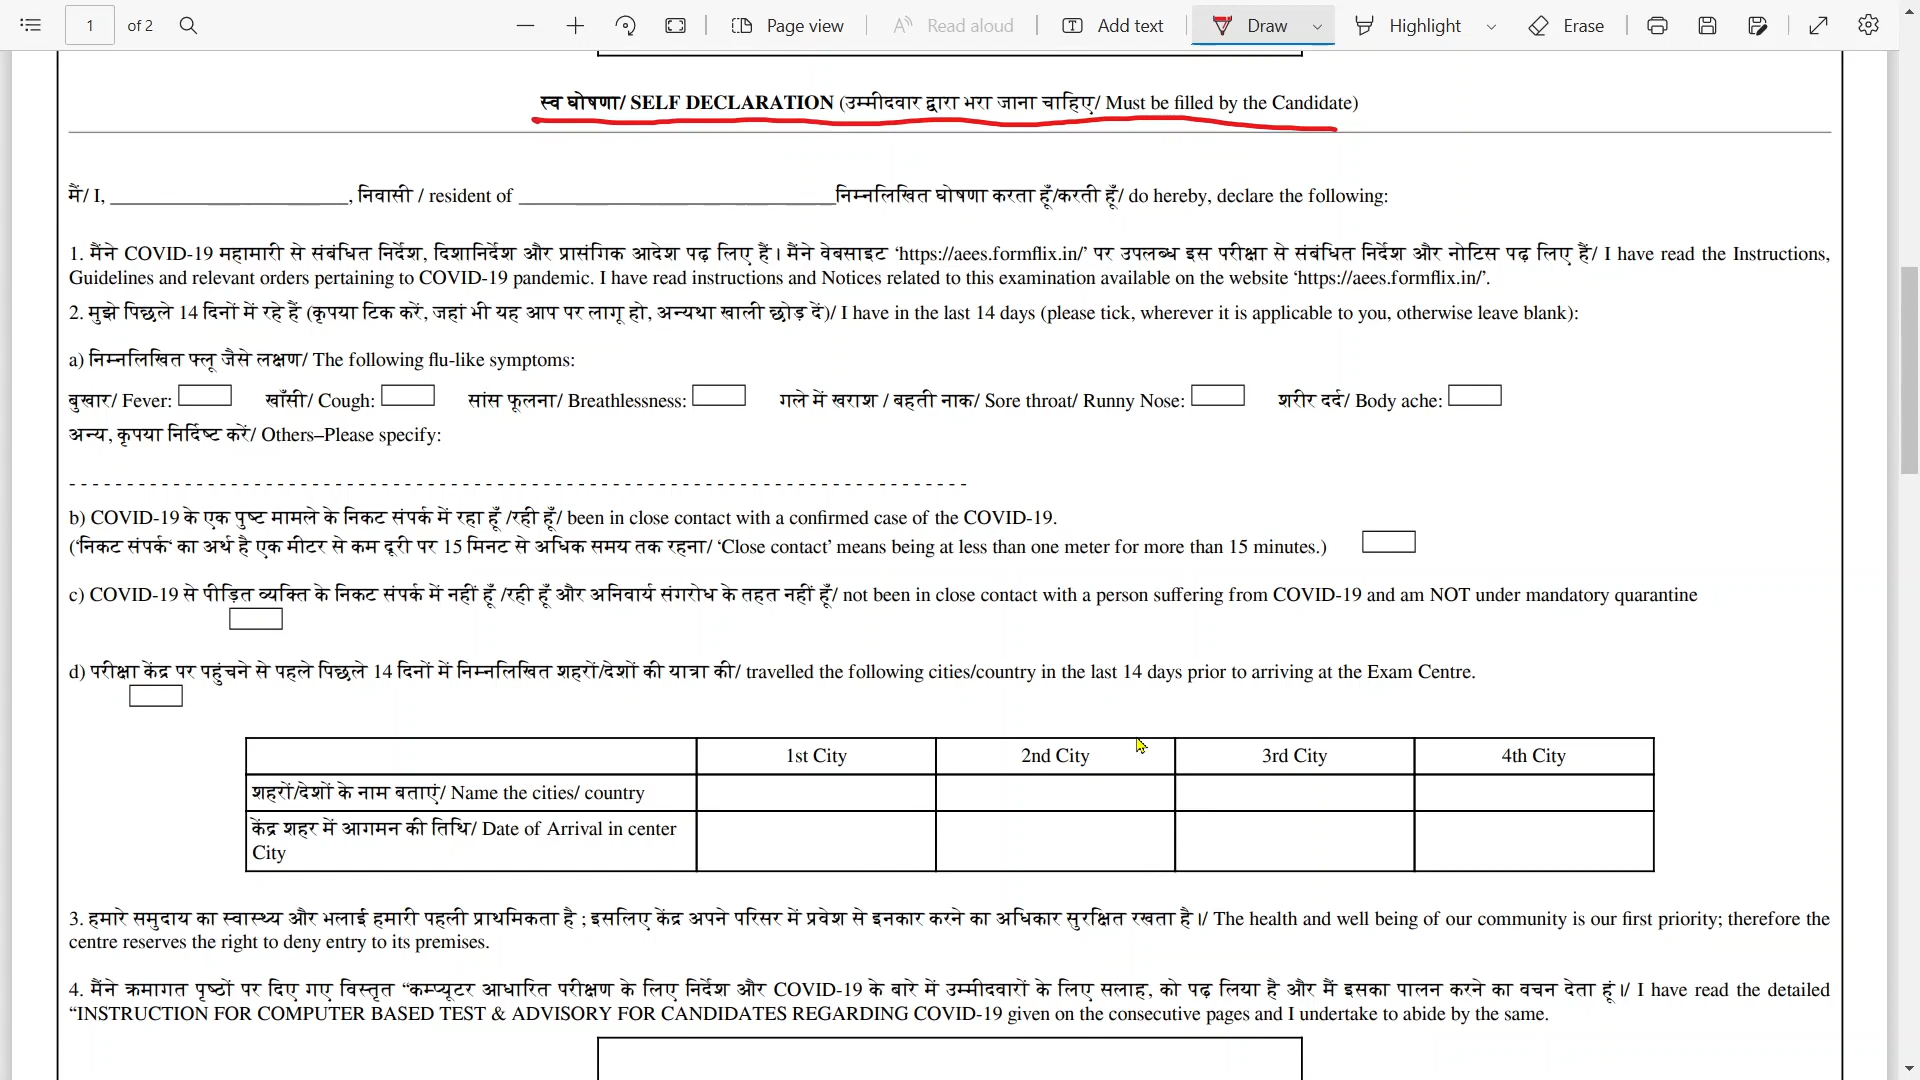 1 of 2 Page view Read aloud Add text Draw Highlight Erase
स्व घोषणा/ SELF DECLARATION (उम्मीदवार द्वारा भरा जाना चाहिए/ Must be filled by the Candidate)
मैं/ I, ________________________, निवासी / resident of ________________________________निम्नलिखित घोषणा करता हूँ/करती हूँ/ do hereby, declare the following:
1. मैंने COVID-19 महामारी से संबंधित निर्देश, दिशानिर्देश और प्रासंगिक आदेश पढ़ लिए हैं। मैंने वेबसाइट ‘https://aees.formflix.in/’ पर उपलब्ध इस परीक्षा से संबंधित निर्देश और नोटिस पढ़ लिए हैं/ I have read the Instructions,
Guidelines and relevant orders pertaining to COVID-19 pandemic. I have read instructions and Notices related to this examination available on the website ‘https://aees.formflix.in/’.
2. मुझे पिछले 14 दिनों में रहे हैं (कृपया टिक करें, जहां भी यह आप पर लागू हो, अन्यथा खाली छोड़ दें)/ I have in the last 14 days (please tick, wherever it is applicable to you, otherwise leave blank):
a) निम्नलिखित फ्लू जैसे लक्षण/ The following flu-like symptoms:
बुखार/ Fever: खाँसी/ Cough: सांस फूलना/ Breathlessness: गले में खराश / बहती नाक/ Sore throat/ Runny Nose: शरीर दर्द/ Body ache:
अन्य, कृपया निर्दिष्ट करें/ Others–Please specify:
b) COVID-19 के एक पुष्ट मामले के निकट संपर्क में रहा हूँ /रही हूँ/ been in close contact with a confirmed case of the COVID-19.
(‘निकट संपर्क‘ का अर्थ है एक मीटर से कम दूरी पर 15 मिनट से अधिक समय तक रहना/ ‘Close contact’ means being at less than one meter for more than 15 minutes.)
c) COVID-19 से पीड़ित व्यक्ति के निकट संपर्क में नहीं हूँ /रही हूँ और अनिवार्य संगरोध के तहत नहीं हूँ/ not been in close contact with a person suffering from COVID-19 and am NOT under mandatory quarantine
d) परीक्षा केंद्र पर पहुंचने से पहले पिछले 14 दिनों में निम्नलिखित शहरों/देशों की यात्रा की/ travelled the following cities/country in the last 14 days prior to arriving at the Exam Centre.
1st City 2nd City 3rd City 4th City
शहरों/देशों के नाम बताएं/ Name the cities/ country
केंद्र शहर में आगमन की तिथि/ Date of Arrival in center
City
3. हमारे समुदाय का स्वास्थ्य और भलाई हमारी पहली प्राथमिकता है ; इसलिए केंद्र अपने परिसर में प्रवेश से इनकार करने का अधिकार सुरक्षित रखता है।/ The health and well being of our community is our first priority; therefore the
centre reserves the right to deny entry to its premises.
4. मैंने क्रमागत पृष्ठों पर दिए गए विस्तृत “कम्प्यूटर आधारित परीक्षण के लिए निर्देश और COVID-19 के बारे में उम्मीदवारों के लिए सलाह, को पढ़ लिया है और मैं इसका पालन करने का वचन देता हूं।/ I have read the detailed
“INSTRUCTION FOR COMPUTER BASED TEST & ADVISORY FOR CANDIDATES REGARDING COVID-19 given on the consecutive pages and I undertake to abide by the same.